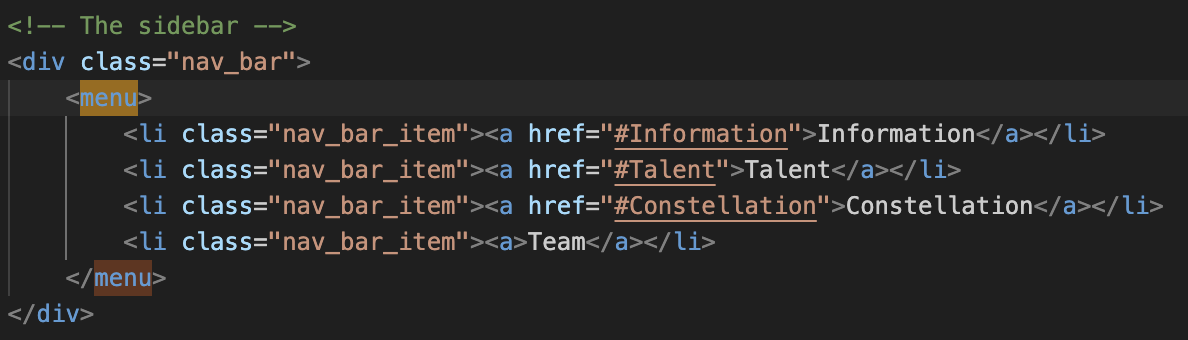 <!-- The sidebar -->
<div class="nav_bar">
    <menu>
        <li class="nav_bar_item"><a href="#Information">Information</a></li>
        <li class="nav_bar_item"><a href="#Talent">Talent</a></li>
        <li class="nav_bar_item"><a href="#Constellation">Constellation</a></li>
        <li class="nav_bar_item"><a>Team</a></li>
    </menu>
</div>